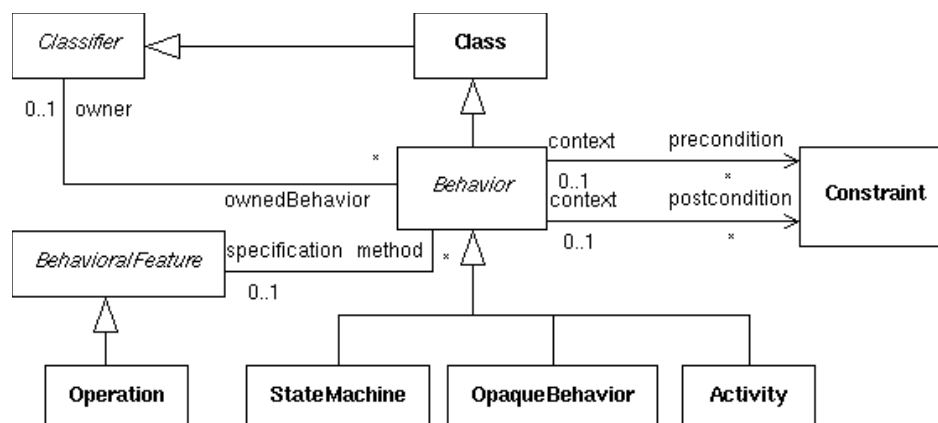 Classifier
Class
0..1 owner
*
ownedBehavior
Behavior
context precondition
0..1 *
context postcondition
0..1 *
Constraint
BehavioralFeature
specification method
*
0..1
Operation
StateMachine
OpaqueBehavior
Activity